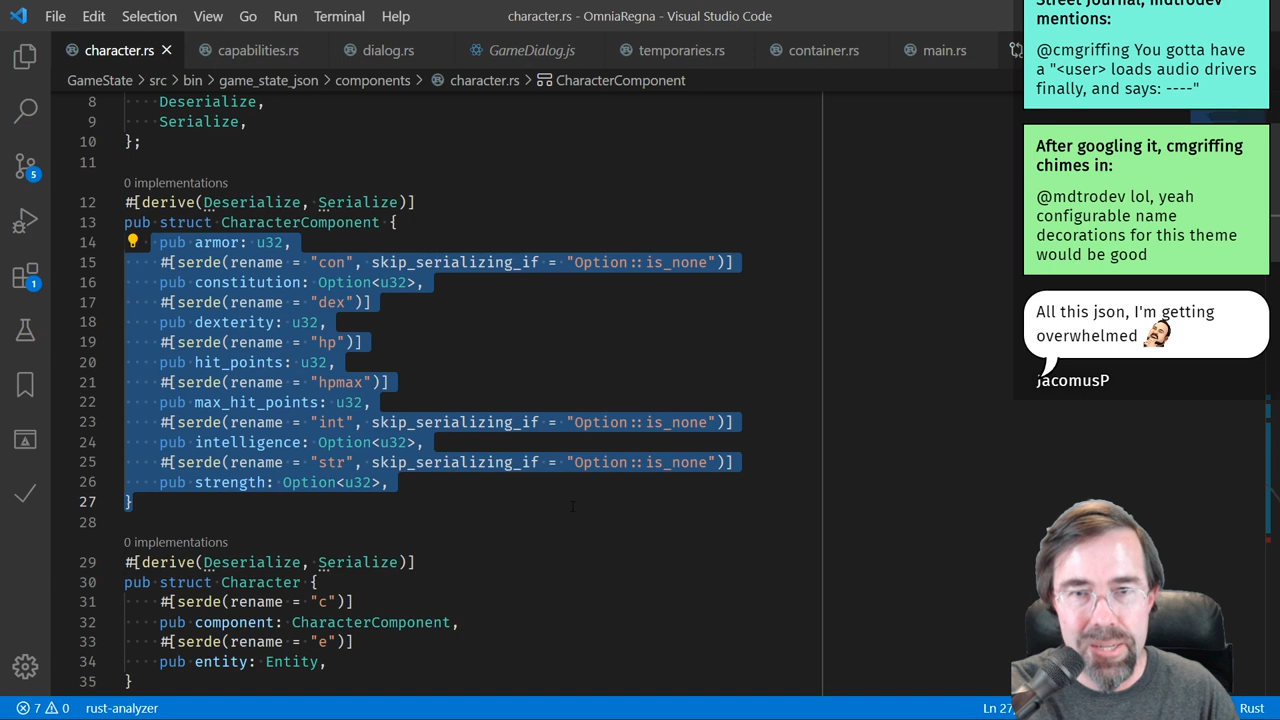 File Edit Selection View Go Run Terminal Help character.rs - OmniaRegna - Visual Studio Code
character.rs capabilities.rs dialog.rs GameDialog.js temporaries.rs container.rs main.rs
GameState > src > bin > game_state_json > components > character.rs > CharacterComponent
8 Deserialize,
9 Serialize,
10 };
11
0 implementations
12 #[derive(Deserialize, Serialize)]
13 pub struct CharacterComponent {
14 pub armor: u32,
15 #[serde(rename = "con", skip_serializing_if = "Option::is_none")]
16 pub constitution: Option<u32>,
17 #[serde(rename = "dex")]
18 pub dexterity: u32,
19 #[serde(rename = "hp")]
20 pub hit_points: u32,
21 #[serde(rename = "hpmax")]
22 pub max_hit_points: u32,
23 #[serde(rename = "int", skip_serializing_if = "Option::is_none")]
24 pub intelligence: Option<u32>,
25 #[serde(rename = "str", skip_serializing_if = "Option::is_none")]
26 pub strength: Option<u32>,
27 }
28
0 implementations
29 #[derive(Deserialize, Serialize)]
30 pub struct Character {
31 #[serde(rename = "c")]
32 pub component: CharacterComponent,
33 #[serde(rename = "e")]
34 pub entity: Entity,
35 }
5
1
7 0 rust-analyzer Ln 27, Rust
Street Journal, mdtrodev
mentions:
@cmgriffing You gotta have
a "<user> loads audio drivers
finally, and says: ----"
After googling it, cmgriffing
chimes in:
@mdtrodev lol, yeah
configurable name
decorations for this theme
would be good
All this json, I'm getting
overwhelmed
jacomusP